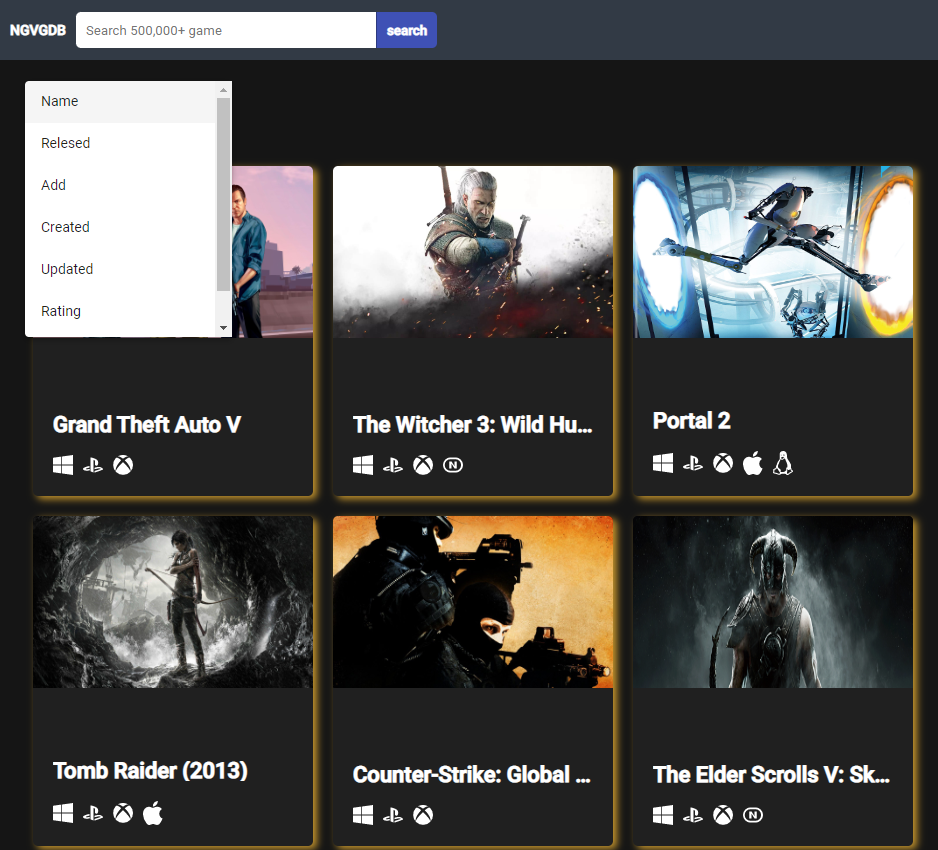 NGVGDB
Search 500,000+ game
search
Name
Relesed
Add
Created
Updated
Rating
Grand Theft Auto V
The Witcher 3: Wild Hu...
Portal 2
Tomb Raider (2013)
Counter-Strike: Global ...
The Elder Scrolls V: Sk...